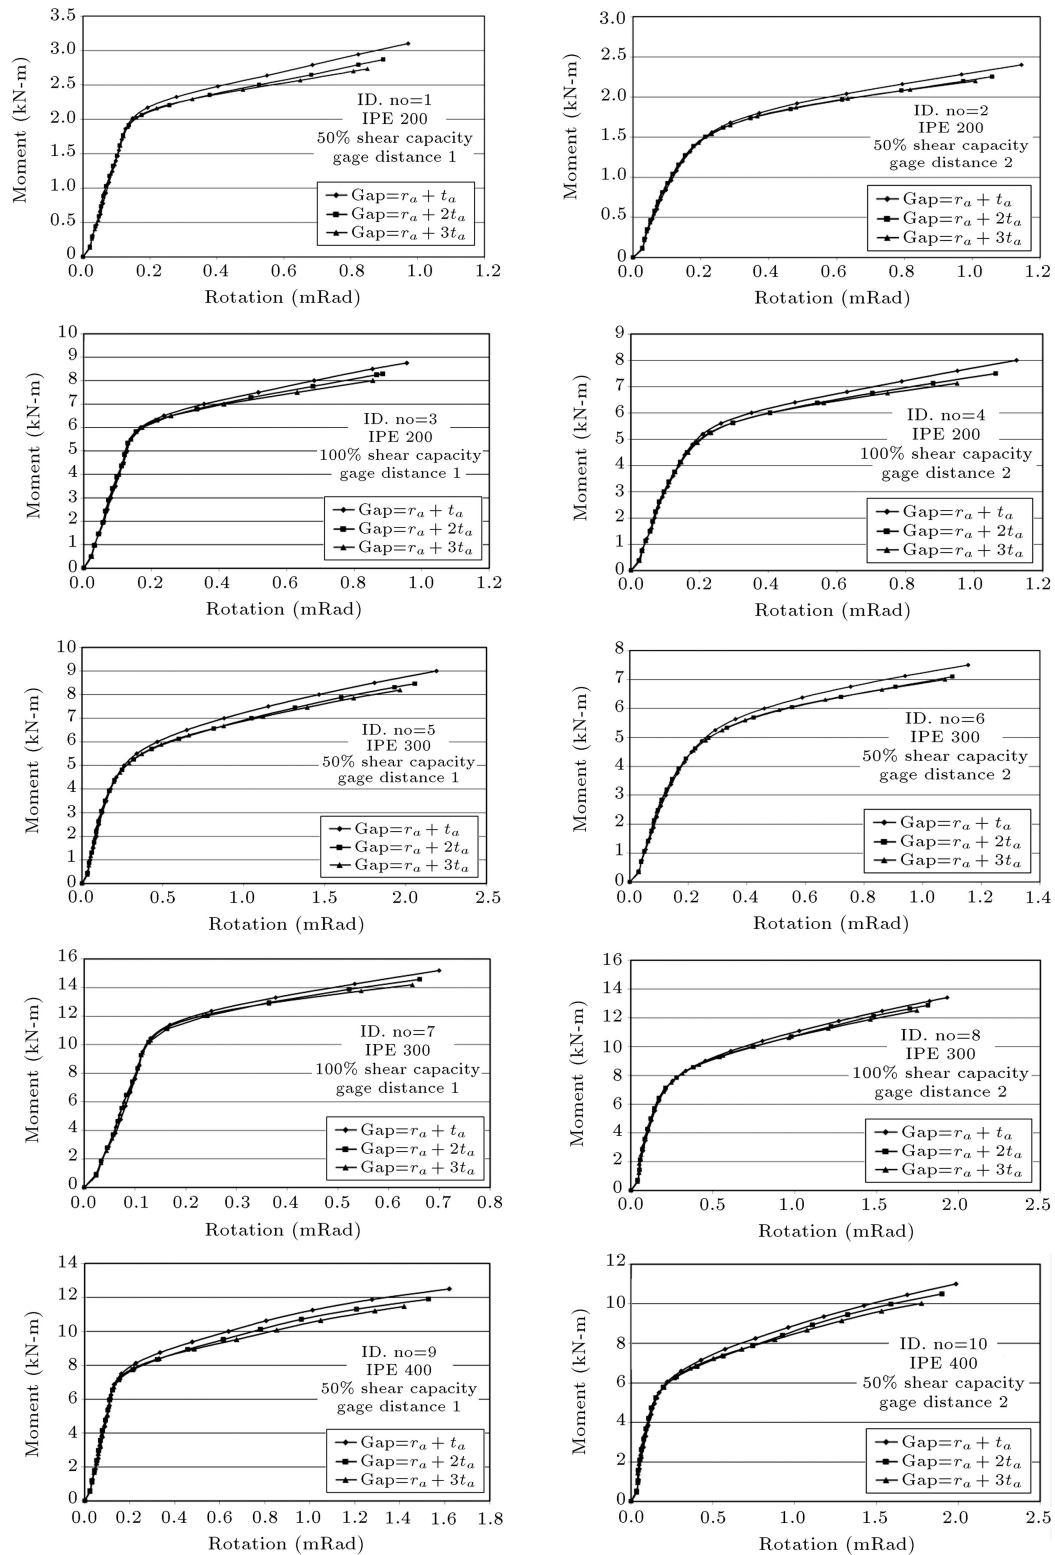 3.5
3.0
2.5
2.0
1.5
1.0
0.5
0
0.0 0.2 0.4 0.6 0.8 1.0 1.2
Moment (kN-m)
Rotation (mRad)
ID. no=1
IPE 200
50% shear capacity
gage distance 1
Gap=rₐ + tₐ
Gap=rₐ + 2tₐ
Gap=rₐ + 3tₐ
3.0
2.5
2.0
1.5
1.0
0.5
0
0.0 0.2 0.4 0.6 0.8 1.0 1.2
Moment (kN-m)
Rotation (mRad)
ID. no=2
IPE 200
50% shear capacity
gage distance 2
Gap=rₐ + tₐ
Gap=rₐ + 2tₐ
Gap=rₐ + 3tₐ
10
9
8
7
6
5
4
3
2
1
0
0.0 0.2 0.4 0.6 0.8 1.0 1.2
Moment (kN-m)
Rotation (mRad)
ID. no=3
IPE 200
100% shear capacity
gage distance 1
Gap=rₐ + tₐ
Gap=rₐ + 2tₐ
Gap=rₐ + 3tₐ
9
8
7
6
5
4
3
2
1
0
0.0 0.2 0.4 0.6 0.8 1.0 1.2
Moment (kN-m)
Rotation (mRad)
ID. no=4
IPE 200
100% shear capacity
gage distance 2
Gap=rₐ + tₐ
Gap=rₐ + 2tₐ
Gap=rₐ + 3tₐ
10
9
8
7
6
5
4
3
2
1
0
0.0 0.5 1.0 1.5 2.0 2.5
Moment (kN-m)
Rotation (mRad)
ID. no=5
IPE 300
50% shear capacity
gage distance 1
Gap=rₐ + tₐ
Gap=rₐ + 2tₐ
Gap=rₐ + 3tₐ
8
7
6
5
4
3
2
1
0
0.0 0.2 0.4 0.6 0.8 1.0 1.2 1.4
Moment (kN-m)
Rotation (mRad)
ID. no=6
IPE 300
50% shear capacity
gage distance 2
Gap=rₐ + tₐ
Gap=rₐ + 2tₐ
Gap=rₐ + 3tₐ
16
14
12
10
8
6
4
2
0
0.0 0.1 0.2 0.3 0.4 0.5 0.6 0.7 0.8
Moment (kN-m)
Rotation (mRad)
ID. no=7
IPE 300
100% shear capacity
gage distance 1
Gap=rₐ + tₐ
Gap=rₐ + 2tₐ
Gap=rₐ + 3tₐ
16
14
12
10
8
6
4
2
0
0.0 0.5 1.0 1.5 2.0 2.5
Moment (kN-m)
Rotation (mRad)
ID. no=8
IPE 300
100% shear capacity
gage distance 2
Gap=rₐ + tₐ
Gap=rₐ + 2tₐ
Gap=rₐ + 3tₐ
14
12
10
8
6
4
2
0
0.0 0.2 0.4 0.6 0.8 1.0 1.2 1.4 1.6 1.8
Moment (kN-m)
Rotation (mRad)
ID. no=9
IPE 400
50% shear capacity
gage distance 1
Gap=rₐ + tₐ
Gap=rₐ + 2tₐ
Gap=rₐ + 3tₐ
12
10
8
6
4
2
0
0.0 0.5 1.0 1.5 2.0 2.5
Moment (kN-m)
Rotation (mRad)
ID. no=10
IPE 400
50% shear capacity
gage distance 2
Gap=rₐ + tₐ
Gap=rₐ + 2tₐ
Gap=rₐ + 3tₐ